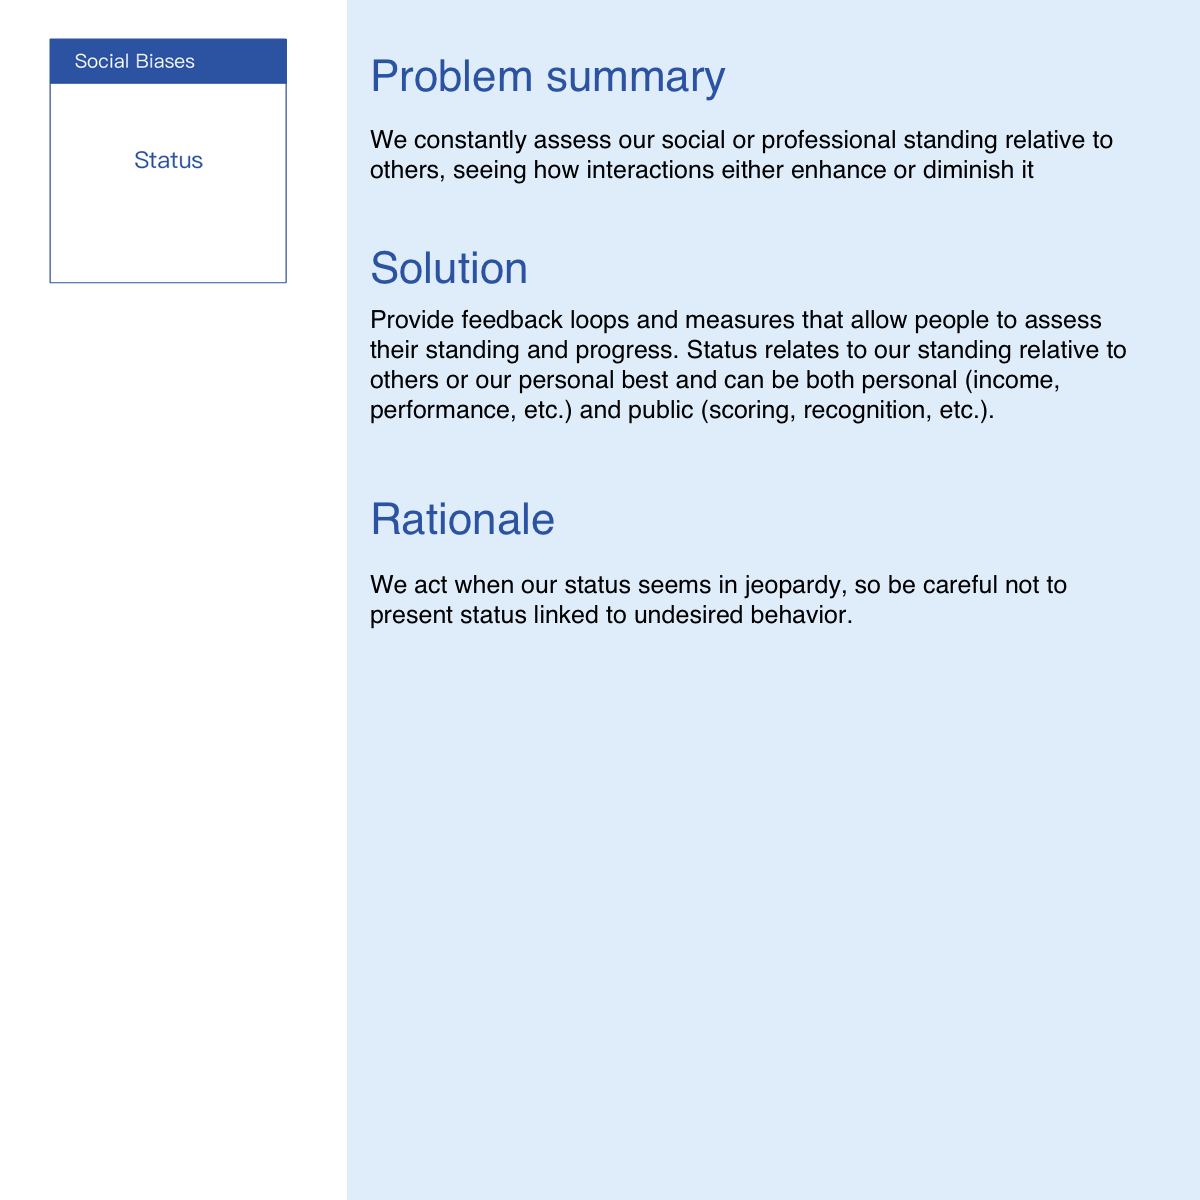 Social Biases
Status
Problem summary
We constantly assess our social or professional standing relative to
others, seeing how interactions either enhance or diminish it
Solution
Provide feedback loops and measures that allow people to assess
their standing and progress. Status relates to our standing relative to
others or our personal best and can be both personal (income,
performance, etc.) and public (scoring, recognition, etc.).
Rationale
We act when our status seems in jeopardy, so be careful not to
present status linked to undesired behavior.